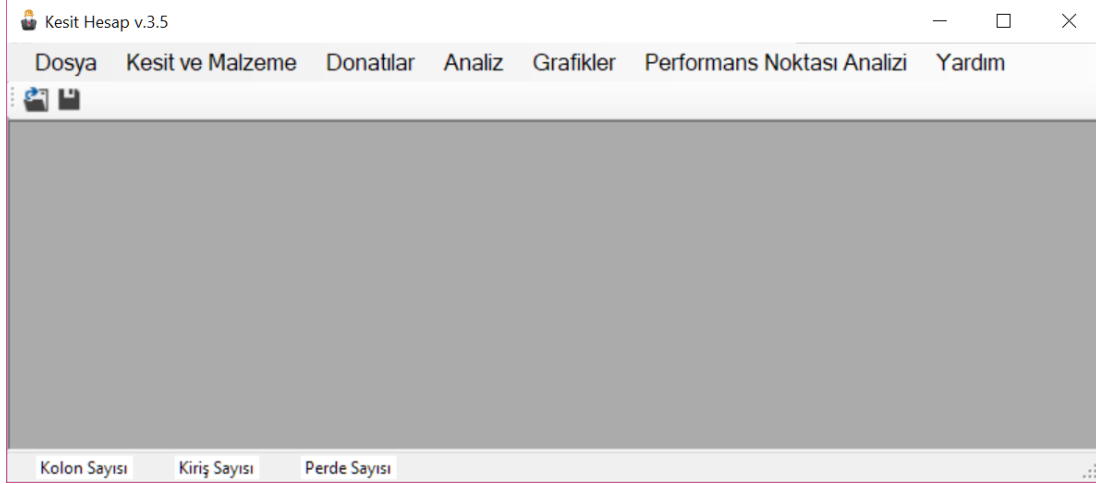 Kesit Hesap v.3.5
Dosya Kesit ve Malzeme Donatılar Analiz Grafikler Performans Noktası Analizi Yardım
Kolon Sayısı Kiriş Sayısı Perde Sayısı